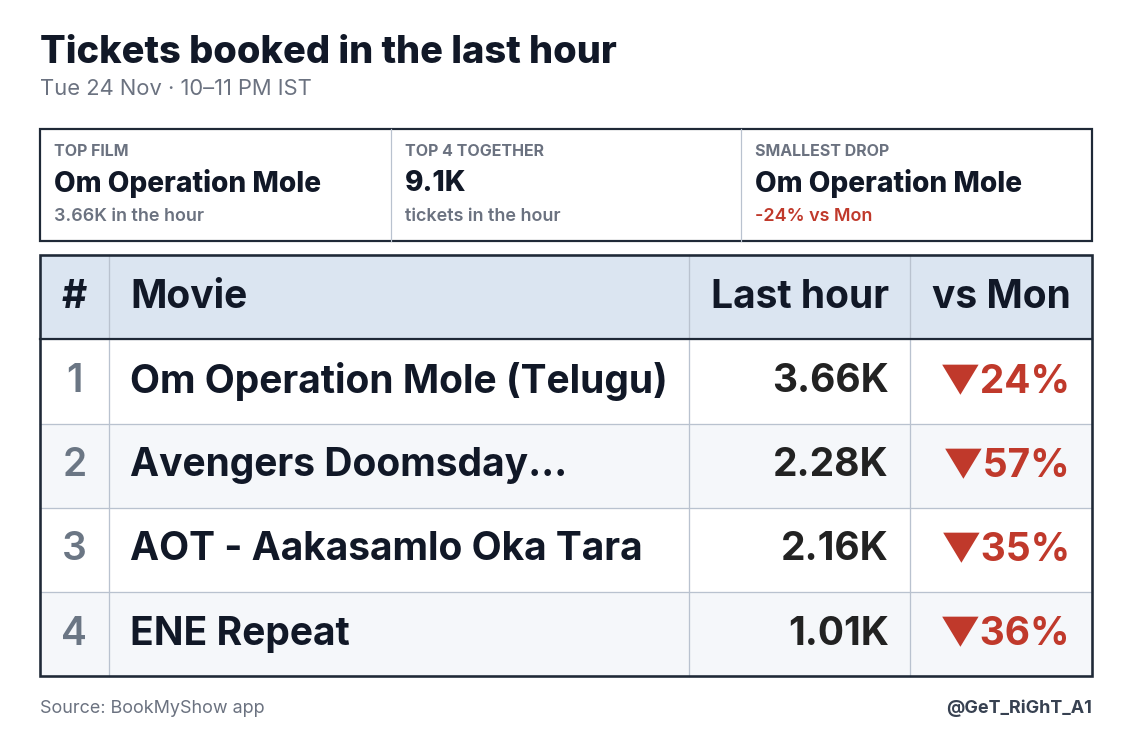 Tickets booked in the last hour
Tue 24 Nov · 10–11 PM IST
TOP FILM
Om Operation Mole
3.66K in the hour
TOP 4 TOGETHER
9.1K
tickets in the hour
SMALLEST DROP
Om Operation Mole
-24% vs Mon
# Movie Last hour vs Mon
1 Om Operation Mole (Telugu) 3.66K ▼24%
2 Avengers Doomsday... 2.28K ▼57%
3 AOT - Aakasamlo Oka Tara 2.16K ▼35%
4 ENE Repeat 1.01K ▼36%
Source: BookMyShow app
@GeT_RiGhT_A1